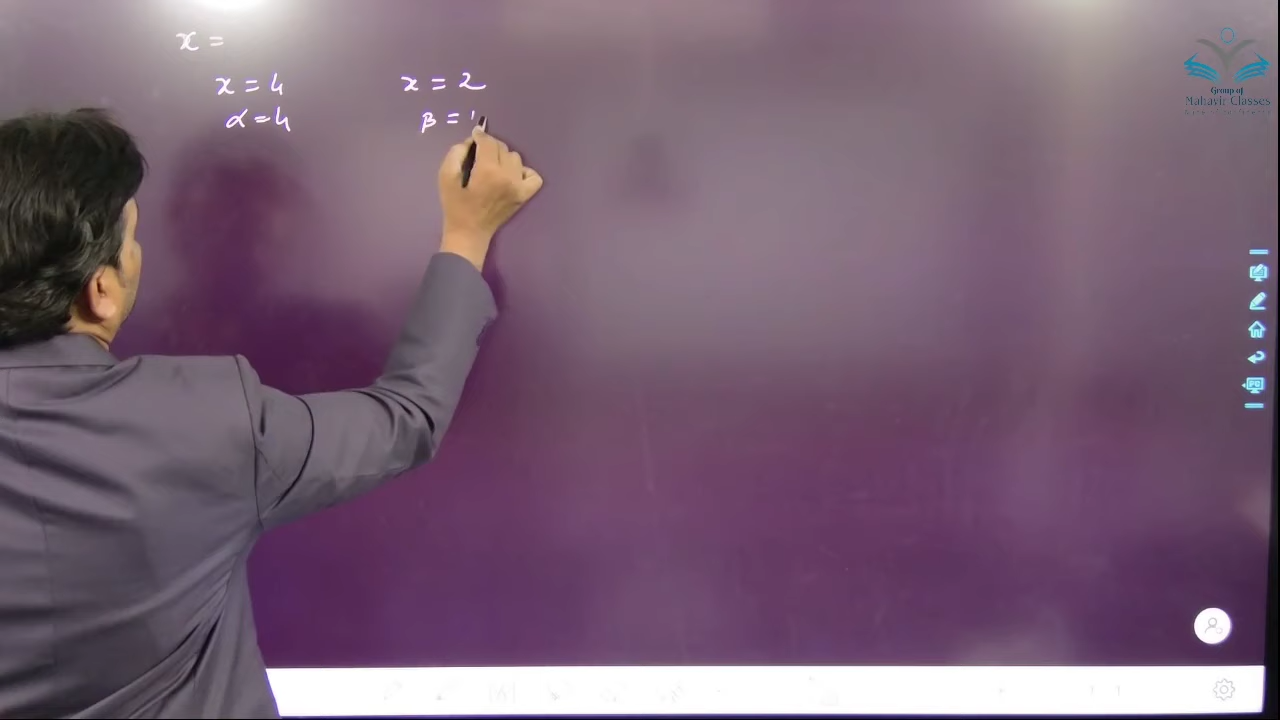 x =
x = 4 x = 2
α = 4 β =
Group of
Mahavir Classes